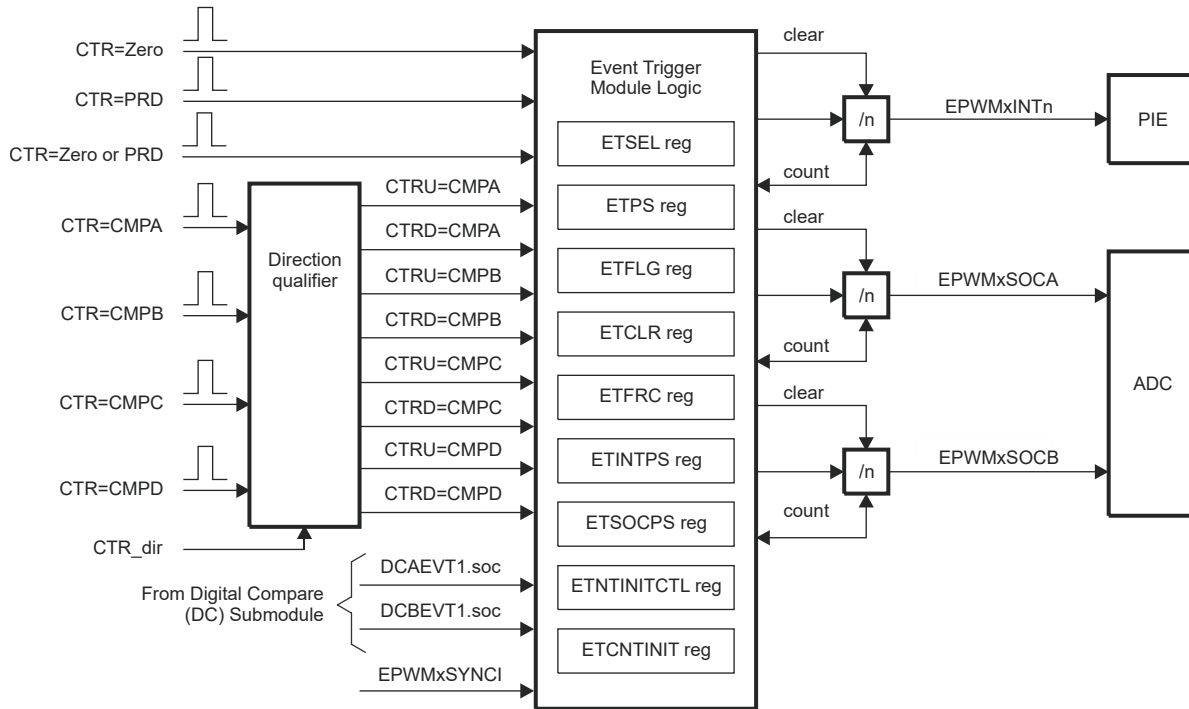 CTR=Zero
CTR=PRD
CTR=Zero or PRD
CTR=CMPA
CTR=CMPB
CTR=CMPC
CTR=CMPD
CTR_dir
Direction
qualifier
CTRU=CMPA
CTRD=CMPA
CTRU=CMPB
CTRD=CMPB
CTRU=CMPC
CTRD=CMPC
CTRU=CMPD
CTRD=CMPD
From Digital Compare
(DC) Submodule
DCAEVT1.soc
DCBEVT1.soc
EPWMxSYNCI
Event Trigger
Module Logic
ETSEL reg
ETPS reg
ETFLG reg
ETCLR reg
ETFRC reg
ETINTPS reg
ETSOCPS reg
ETNTINITCTL reg
ETCNTINIT reg
clear
/n
count
EPWMxINTn
PIE
clear
/n
count
EPWMxSOCA
clear
/n
count
EPWMxSOCB
ADC